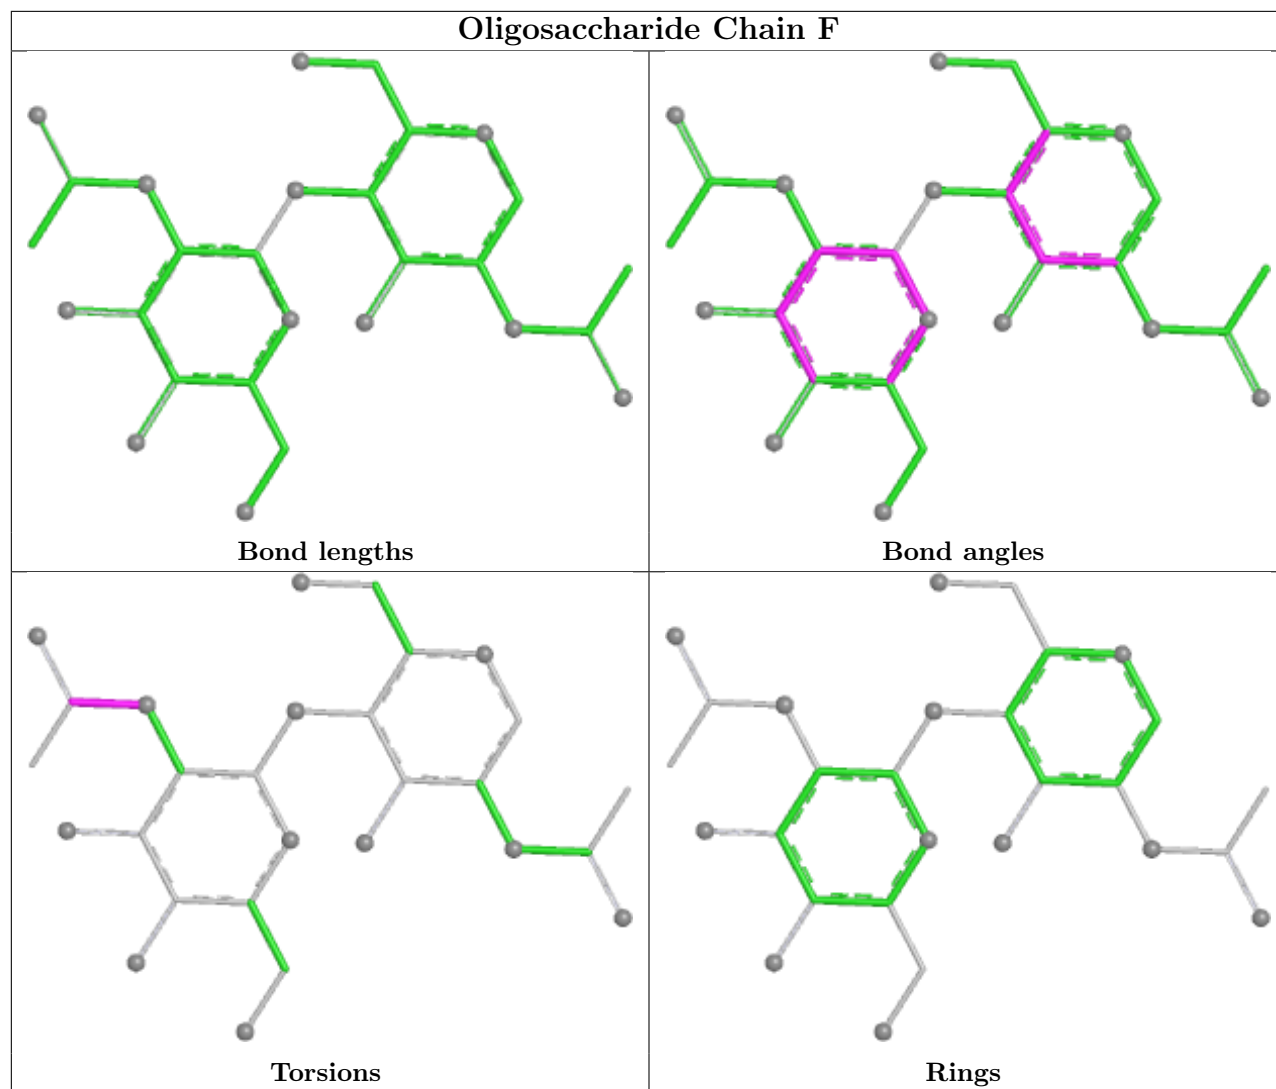 Oligosaccharide Chain F
Bond lengths
Bond angles
Torsions
Rings